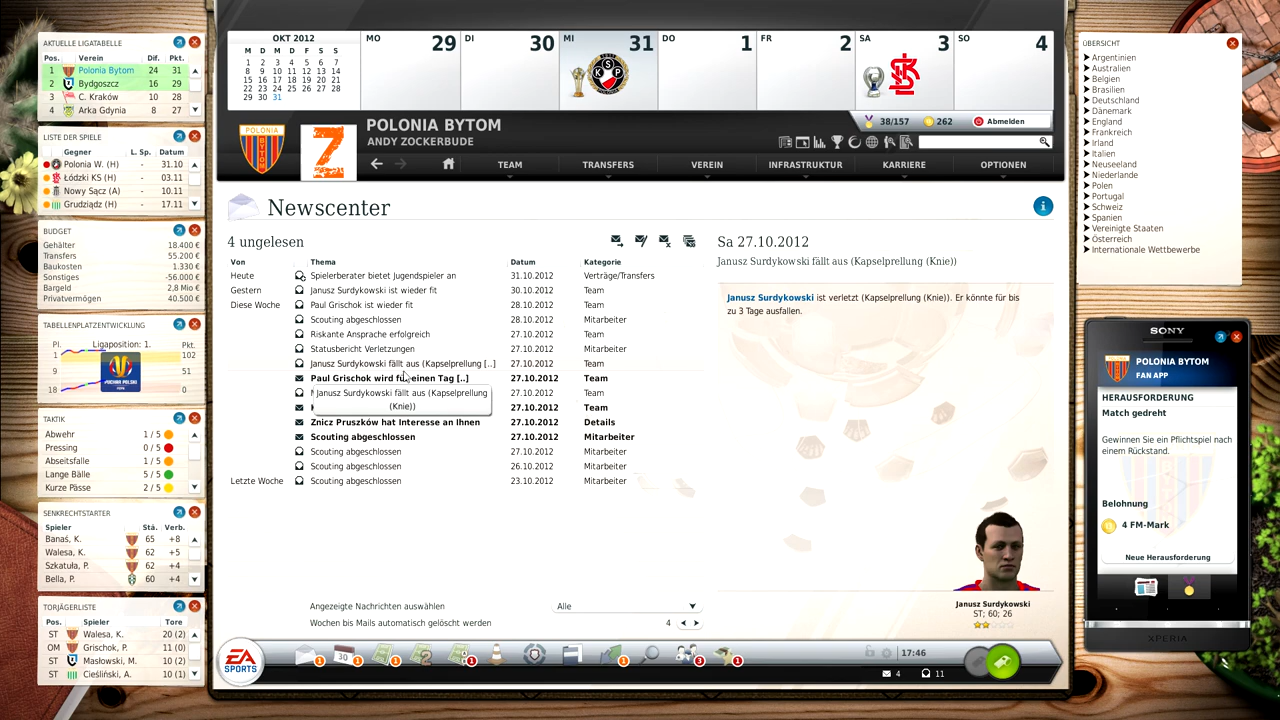 AKTUELLE LIGATABELLE
Pos. Verein Dif. Pkt.
1 Polonia Bytom 24 31
2 Bydgoszcz 16 29
3 C. Kraków 10 28
4 Arka Gdynia 8 27
LISTE DER SPIELE
Gegner L. Sp. Datum
Polonia W. (H) - 31.10
Łódzki KS (H) - 03.11
Nowy Sącz (A) - 10.11
Grudziądz (H) - 17.11
BUDGET
Gehälter 18.400 €
Transfers 55.200 €
Baukosten 1.330 €
Sonstiges -56.000 €
Bargeld 2,8 Mio €
Privatvermögen 40.500 €
TABELLENPLATZENTWICKLUNG
Pl. Ligaposition: 1. Pkt.
1 102
9 51
18 0
PUCHAR POLSKI
TAKTIK
Abwehr 1 / 5
Pressing 0 / 5
Abseitsfalle 1 / 5
Lange Bälle 5 / 5
Kurze Pässe 2 / 5
SENKRECHTSTARTER
Spieler Stä. Verb.
Banaś, K. 65 +8
Walesa, K. 62 +5
Szkatuła, P. 62 +4
Bella, P. 60 +4
TORJÄGERLISTE
Pos. Spieler Tore
ST Walesa, K. 20 (2)
OM Grischok, P. 11 (0)
ST Masłowski, M. 10 (2)
ST Cieśliński, A. 10 (1)
OKT 2012
M D M D F S S
1 2 3 4 5 6 7
8 9 10 11 12 13 14
15 16 17 18 19 20 21
22 23 24 25 26 27 28
29 30 31
MO 29
DI 30
MI 31
DO 1
FR 2
SA 3
SO 4
KSP
POLONIA BYTOM
POLONIA BYTOM
ANDY ZOCKERBUDE
38/157 262 Abmelden
TEAM TRANSFERS VEREIN INFRASTRUKTUR KARRIERE OPTIONEN
Newscenter
4 ungelesen
Von Thema Datum Kategorie
Heute Spielerberater bietet Jugendspieler an 31.10.2012 Verträge/Transfers
Gestern Janusz Surdykowski ist wieder fit 30.10.2012 Team
Diese Woche Paul Grischok ist wieder fit 28.10.2012 Team
Scouting abgeschlossen 28.10.2012 Mitarbeiter
Riskante Ansprache erfolgreich 27.10.2012 Team
Statusbericht Verletzungen 27.10.2012 Mitarbeiter
Janusz Surdykowski fällt aus (Kapselprellung [..] 27.10.2012 Team
Paul Grischok wird für einen Tag [..] 27.10.2012 Team
27.10.2012 Team
Janusz Surdykowski fällt aus (Kapselprellung
(Knie))
27.10.2012 Team
Znicz Pruszków hat Interesse an Ihnen 27.10.2012 Details
Scouting abgeschlossen 27.10.2012 Mitarbeiter
Scouting abgeschlossen 27.10.2012 Mitarbeiter
Scouting abgeschlossen 26.10.2012 Mitarbeiter
Letzte Woche Scouting abgeschlossen 23.10.2012 Mitarbeiter
Angezeigte Nachrichten auswählen Alle
Wochen bis Mails automatisch gelöscht werden 4
Sa 27.10.2012
Janusz Surdykowski fällt aus (Kapselprellung (Knie))
Janusz Surdykowski ist verletzt (Kapselprellung (Knie)). Er könnte für bis
zu 3 Tage ausfallen.
Janusz Surdykowski
ST; 60; 26
EA
SPORTS
1 30 1 1 2 1 1 3 1
17:46
4 11
ÜBERSICHT
Argentinien
Australien
Belgien
Brasilien
Deutschland
Dänemark
England
Frankreich
Irland
Italien
Neuseeland
Niederlande
Polen
Portugal
Schweiz
Spanien
Vereinigte Staaten
Österreich
Internationale Wettbewerbe
SONY
POLONIA BYTOM
FAN APP
HERAUSFORDERUNG
Match gedreht
Gewinnen Sie ein Pflichtspiel nach
einem Rückstand.
Belohnung
4 FM-Mark
Neue Herausforderung
XPERIA